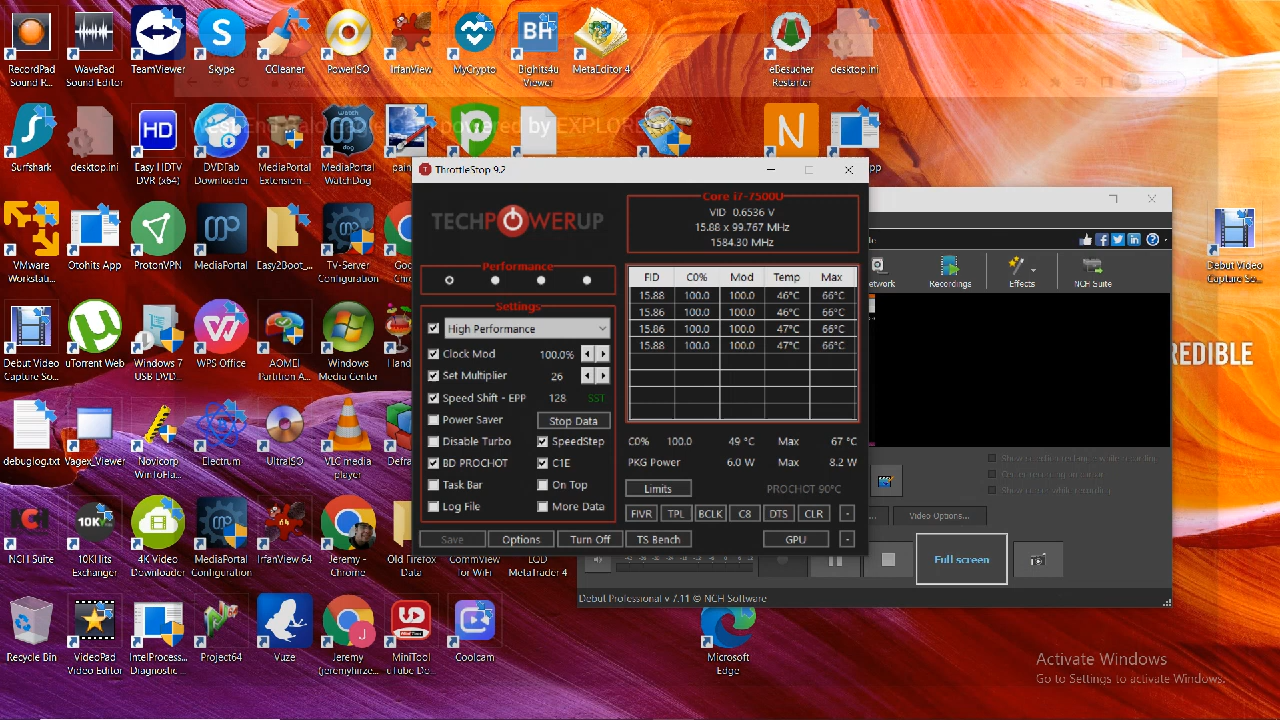 RecordPad
Sound R...
WavePad
Sound Editor
TeamViewer
Skype
CCleaner
PowerISO
IrfanView
MyCrypto
Bighits4u
Viewer
MetaEditor 4
eBesucher
Restarter
desktop.ini
Surfshark
desktop.ini
Easy HDTV
DVR (x64)
DVDFab
Downloader
MediaPortal
Extension ...
MediaPortal
WatchDog
powered by
VMware
Workstat...
Otohits App
ProtonVPN
MediaPortal
Easy2Boot_...
TV-Server
Configuration
Debut Video
Capture So...
Debut Video
Capture So...
uTorrent Web
Windows 7
USB DVD...
WPS Office
AOMEI
Partition A...
Windows
Media Center
debuglog.txt
Vagex_Viewer
Novicorp
WinToFla...
Electrum
UltraISO
VLC media
player
NCH Suite
10KHits
Exchanger
4K Video
Downloader
MediaPortal
Configuration
IrfanView 64
Jeremy -
Chrome
Old Firefox
Data
CommView
for WiFi
LOD
MetaTrader 4
Recycle Bin
VideoPad
Video Editor
IntelProcess...
Diagnostic...
Project64
Vuze
Jeremy
MiniTool
uTube Do...
Coolcam
Microsoft
Edge
ThrottleStop 9.2
TECHPOWERUP
Core i7-7500U
VID 0.6536 V
15.88 x 99.767 MHz
1584.30 MHz
Performance
Settings
High Performance
Clock Mod 100.0%
Set Multiplier 26
Speed Shift - EPP 128 SST
Power Saver Stop Data
Disable Turbo SpeedStep
BD PROCHOT C1E
Task Bar On Top
Log File More Data
Save Options Turn Off TS Bench GPU -
FID C0% Mod Temp Max
15.88 100.0 100.0 46°C 66°C
15.86 100.0 100.0 46°C 66°C
15.86 100.0 100.0 47°C 66°C
15.88 100.0 100.0 47°C 66°C
C0% 100.0 49 °C Max 67 °C
PKG Power 6.0 W Max 8.2 W
Limits PROCHOT 90°C
FIVR TPL BCLK C8 DTS CLR -
Recordings
Effects
NCH Suite
REDIBLE
Video Options...
Full screen
Debut Professional v 7.11 © NCH Software
Activate Windows
Go to Settings to activate Windows.